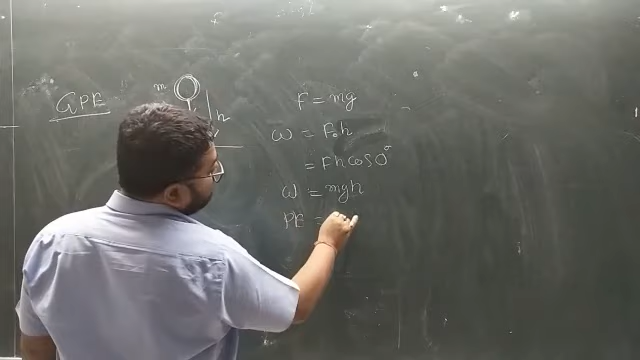 GPE
m
h
F = mg
W = F.h
= Fh cos 0°
W = mgh
PE =